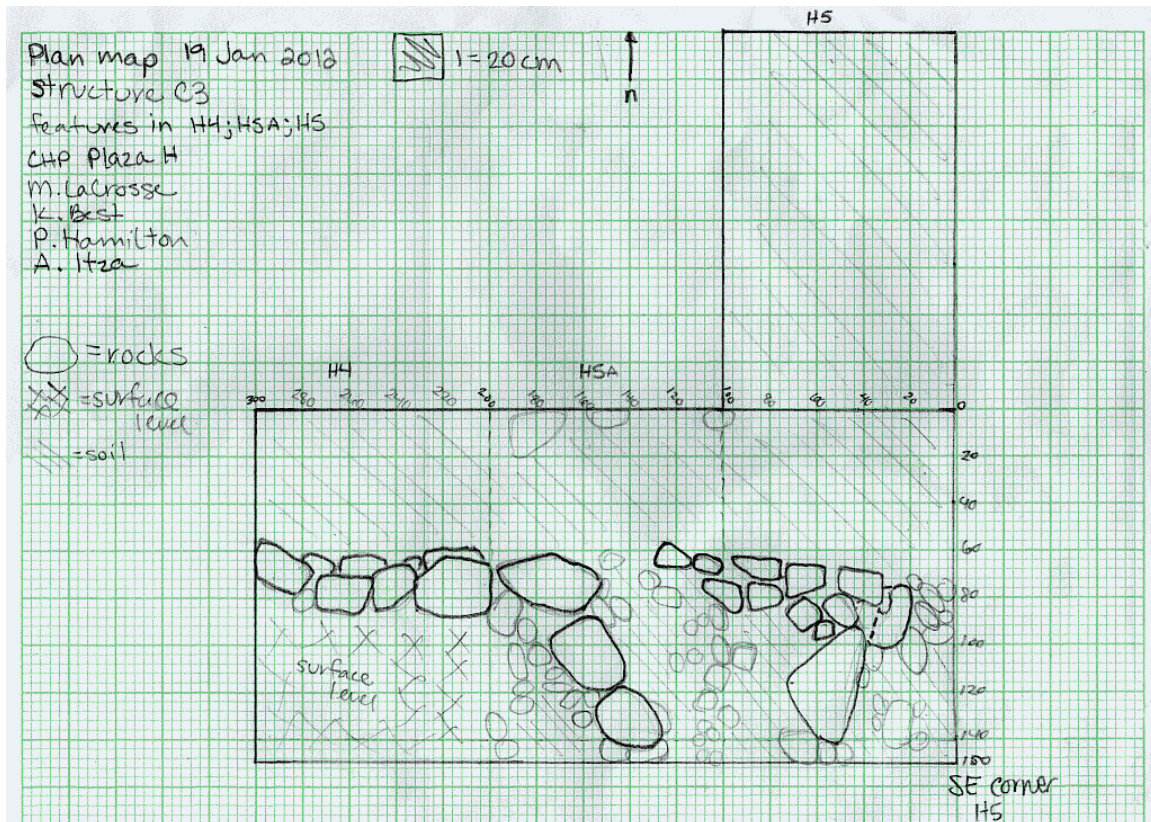 H5
Plan map 19 Jan 2012
1=20cm
n
Structure C3
features in H4; H5A; H5
CHP Plaza H
M. LaCrosse
K. Best
P. Hamilton
A. Itza
=rocks
=surface level
=soil
H4
H5A
300 280 260 240 220 200 180 160 140 120 100 80 60 40 20 0
20
40
60
80
100
120
140
150
surface
level
SE corner
H5